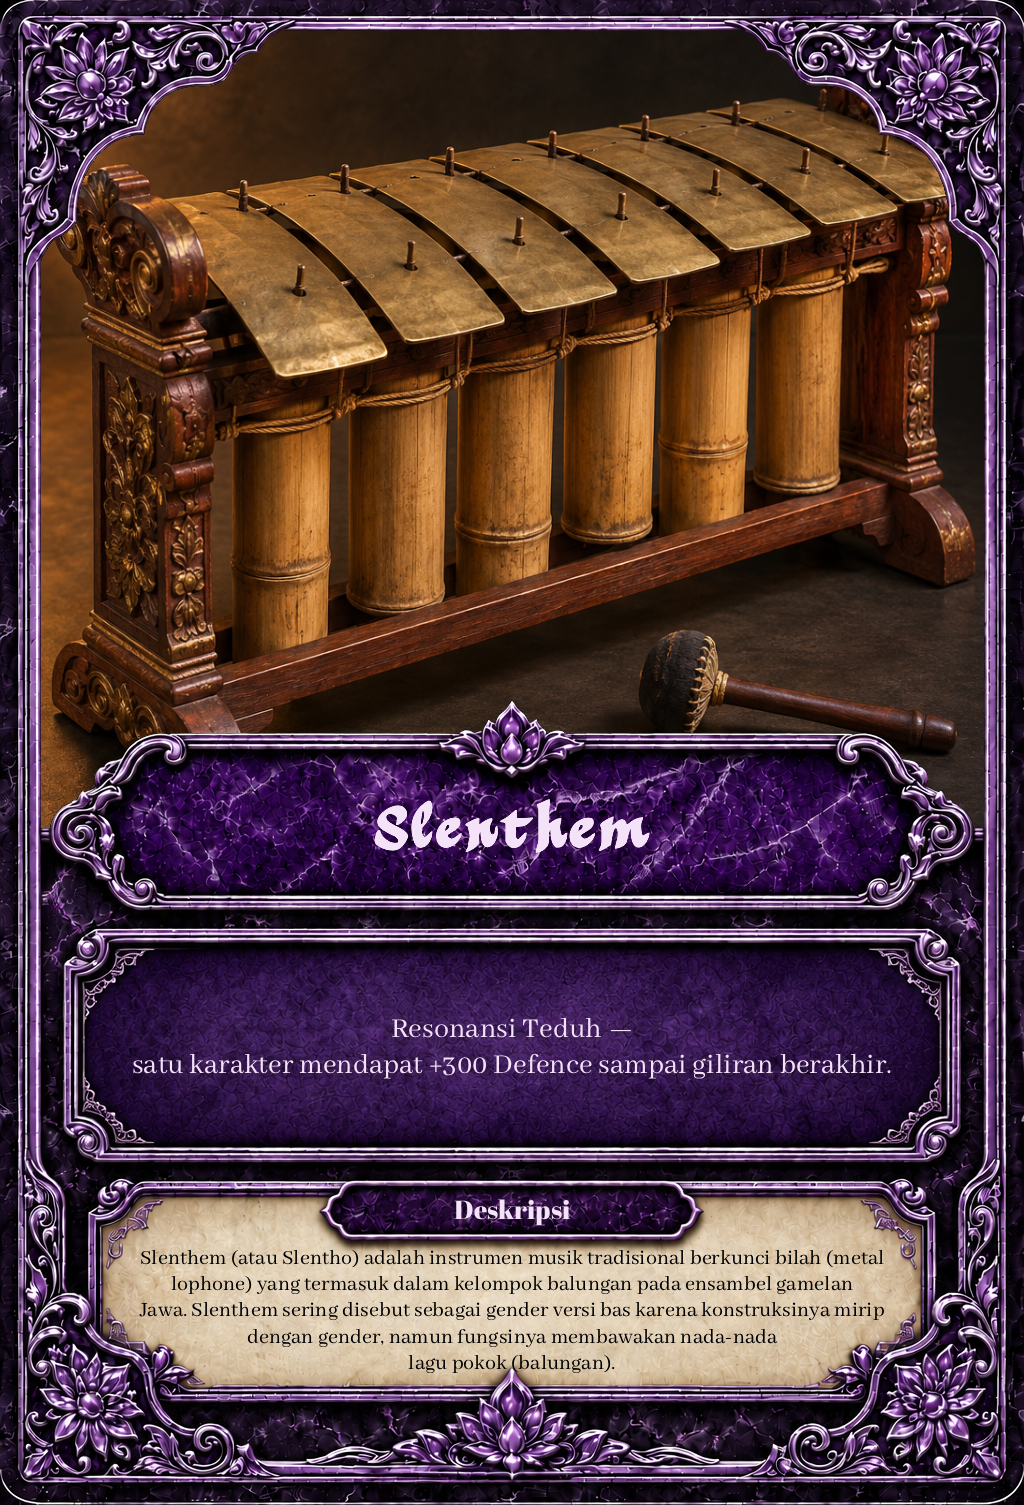 Slenthem
Resonansi Teduh —
satu karakter mendapat +300 Defence sampai giliran berakhir.
Deskripsi
Slenthem (atau Slentho) adalah instrumen musik tradisional berkunci bilah (metal
lophone) yang termasuk dalam kelompok balungan pada ensambel gamelan
Jawa. Slenthem sering disebut sebagai gender versi bas karena konstruksinya mirip
dengan gender, namun fungsinya membawakan nada-nada
lagu pokok (balungan).